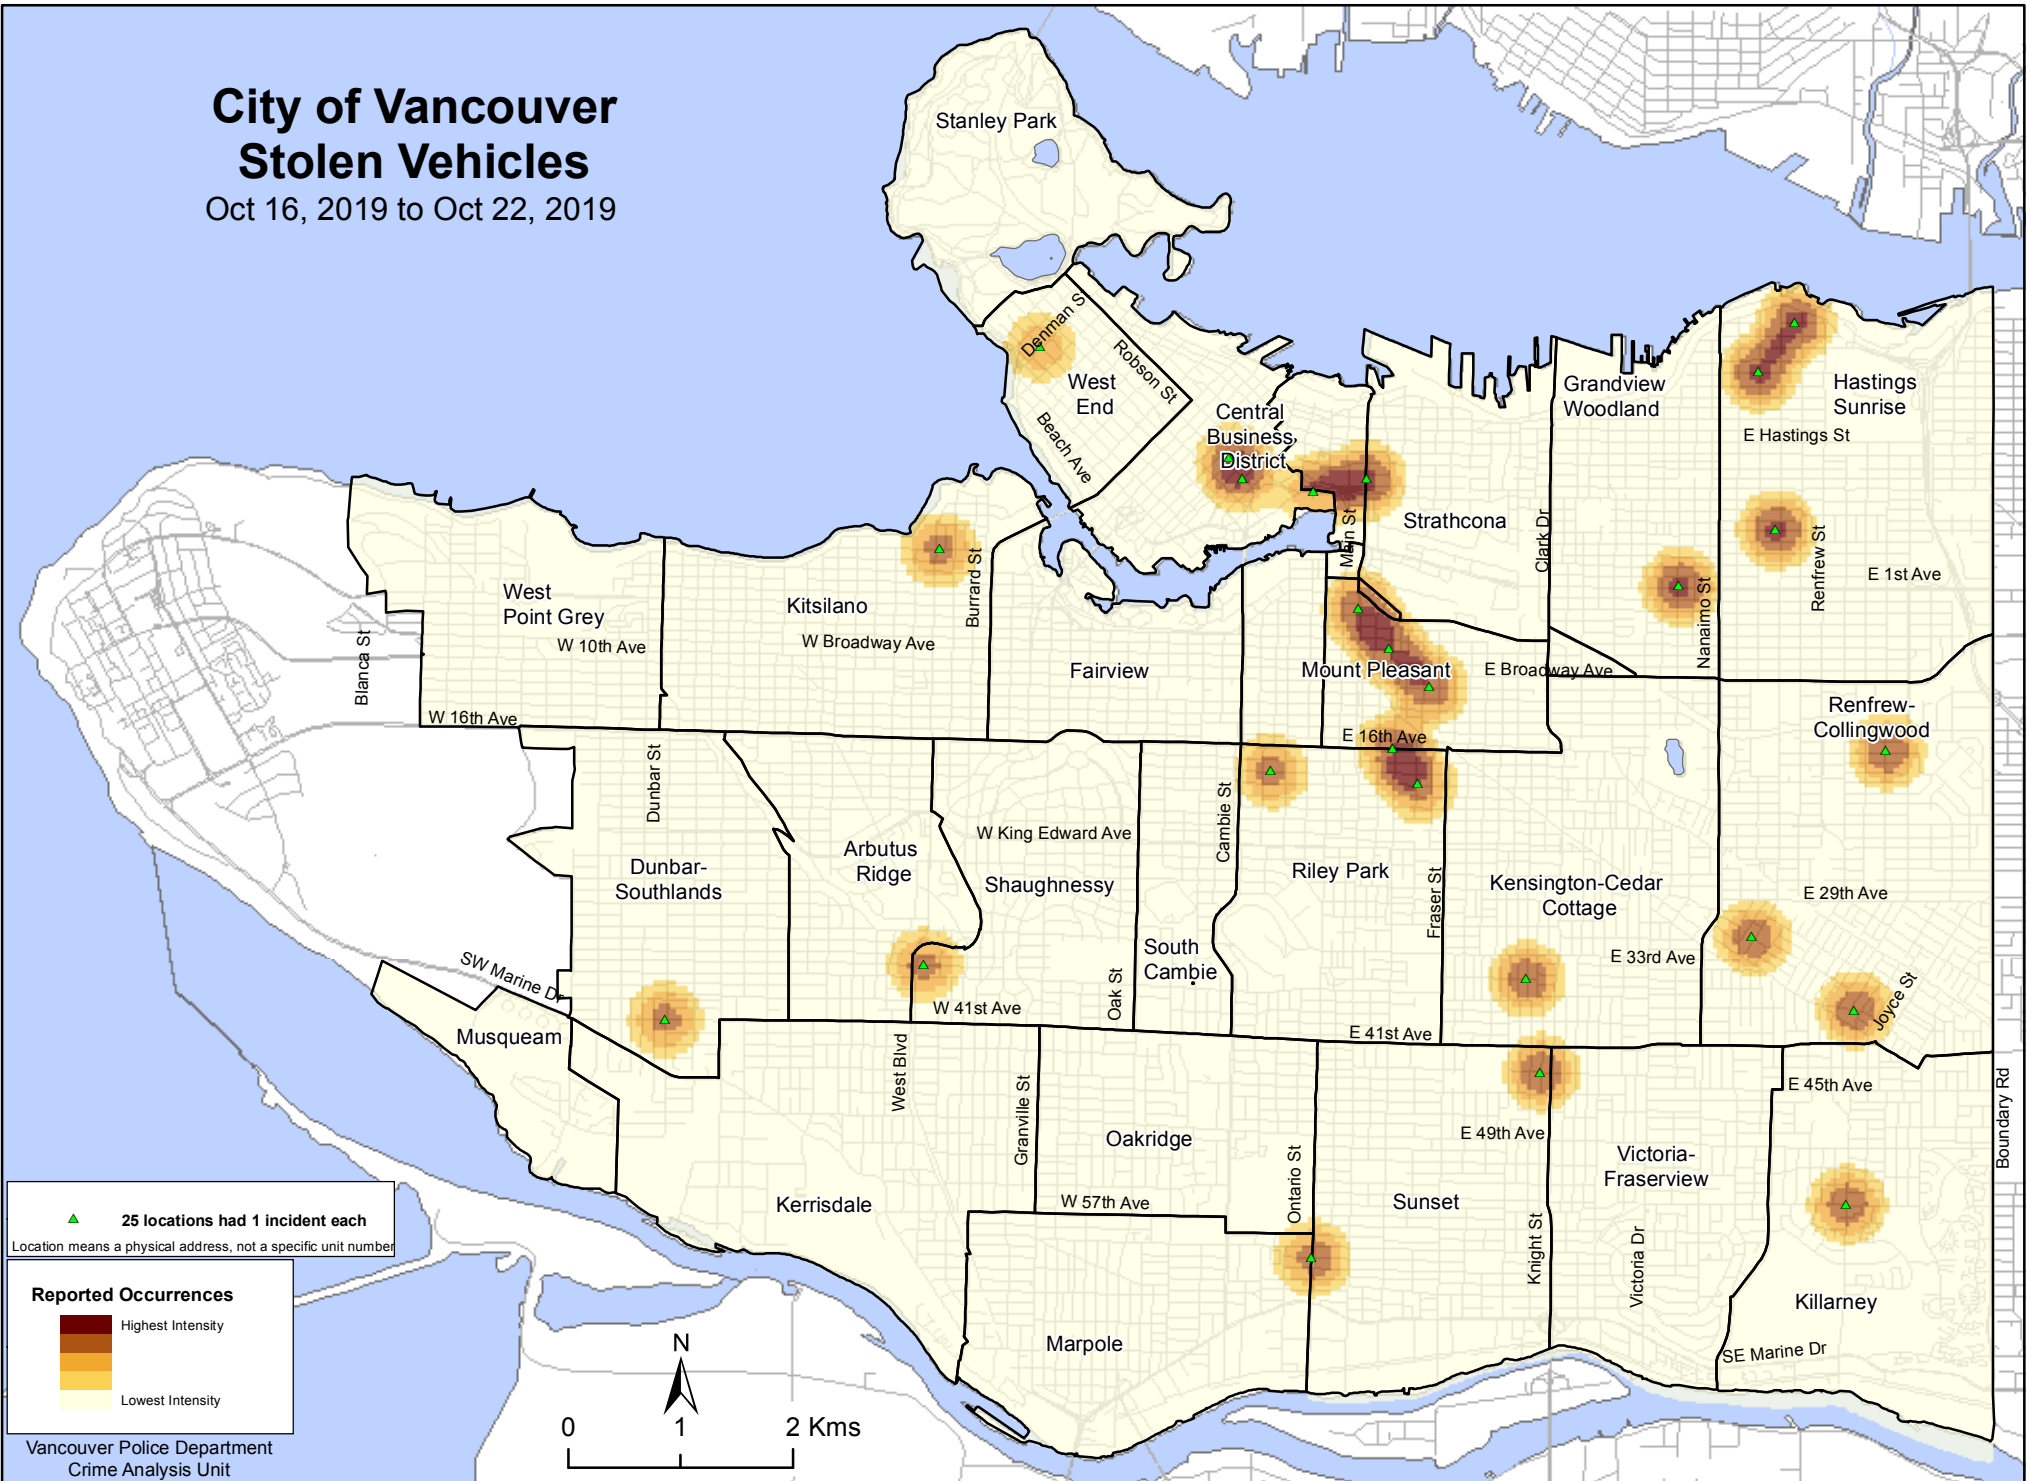 City of Vancouver
Stolen Vehicles
Oct 16, 2019 to Oct 22, 2019
Stanley Park
Denman S
Robson St
West
End
Beach Ave
Central
Business
District
Grandview
Woodland
Hastings
Sunrise
E Hastings St
Strathcona
Main St
Clark Dr
Nanaimo St
Renfrew St
E 1st Ave
West
Point Grey
W 10th Ave
Blanca St
Kitsilano
W Broadway Ave
Burrard St
Fairview
Mount Pleasant
E Broadway Ave
Renfrew-
Collingwood
W 16th Ave
E 16th Ave
Dunbar St
Cambie St
W King Edward Ave
Arbutus
Ridge
Dunbar-
Southlands
Shaughnessy
Riley Park
Fraser St
Kensington-Cedar
Cottage
E 29th Ave
South
Cambie
E 33rd Ave
SW Marine Dr
Oak St
W 41st Ave
Joyce St
Musqueam
E 41st Ave
West Blvd
Granville St
E 45th Ave
Boundary Rd
Oakridge
E 49th Ave
Victoria-
Fraserview
Ontario St
W 57th Ave
Kerrisdale
Sunset
Knight St
Victoria Dr
Killarney
Marpole
SE Marine Dr
25 locations had 1 incident each
Location means a physical address, not a specific unit number
Reported Occurrences
Highest Intensity
Lowest Intensity
N
0 1 2 Kms
Vancouver Police Department
Crime Analysis Unit